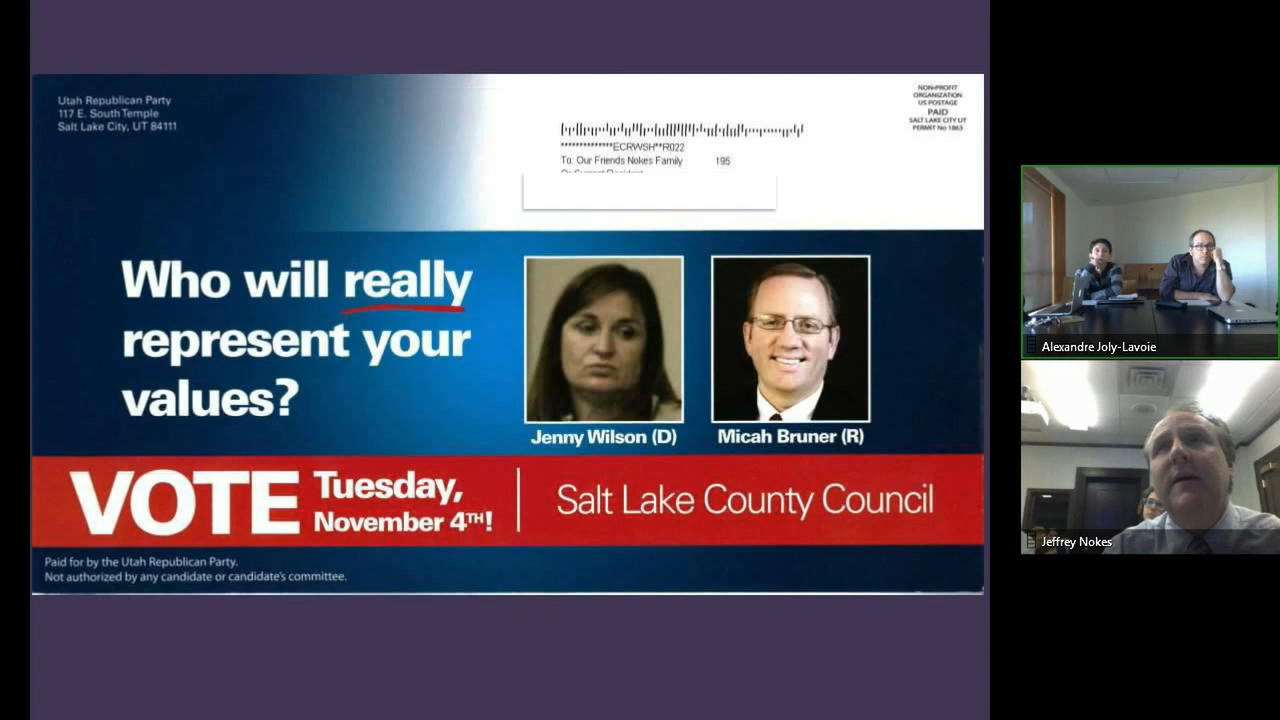 Utah Republican Party
117 E. South Temple
Salt Lake City, UT 84111
NON-PROFIT
ORGANIZATION
US POSTAGE
PAID
SALT LAKE CITY UT
PERMIT No 1863
**************ECRWSH**R022
To: Our Friends Nokes Family 195
Who will really
represent your
values?
Jenny Wilson (D)
Micah Bruner (R)
VOTE Tuesday,
November 4TH!
Salt Lake County Council
Paid for by the Utah Republican Party.
Not authorized by any candidate or candidate's committee.
Alexandre Joly-Lavoie
Jeffrey Nokes